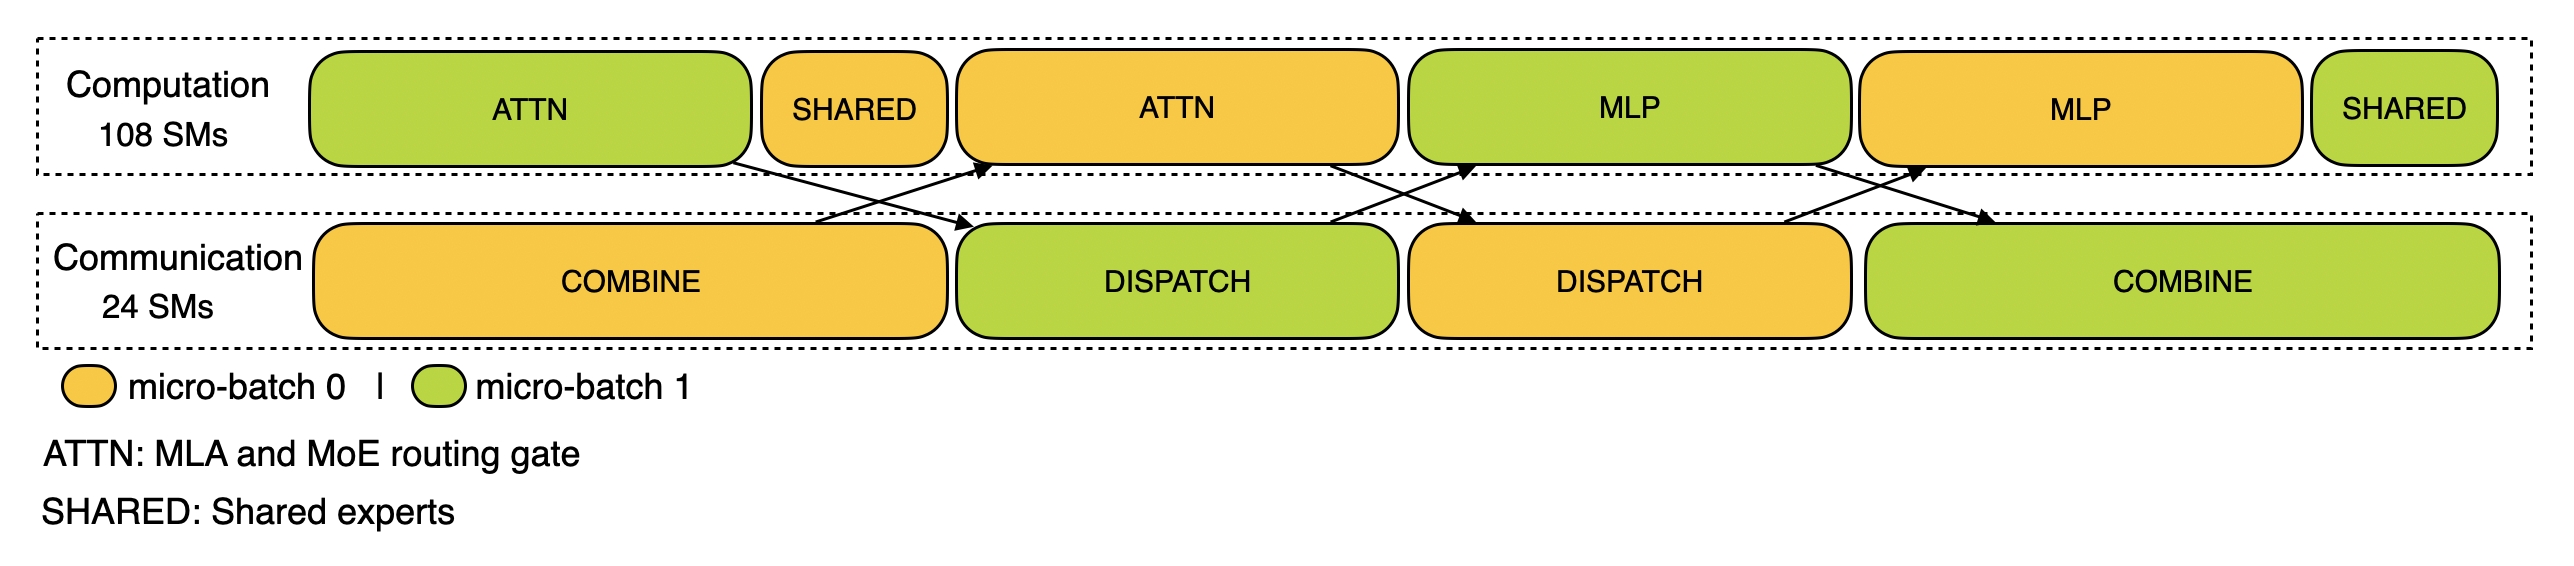 Computation
108 SMs
ATTN
SHARED
ATTN
MLP
MLP
SHARED
Communication
24 SMs
COMBINE
DISPATCH
DISPATCH
COMBINE
micro-batch 0 | micro-batch 1
ATTN: MLA and MoE routing gate
SHARED: Shared experts